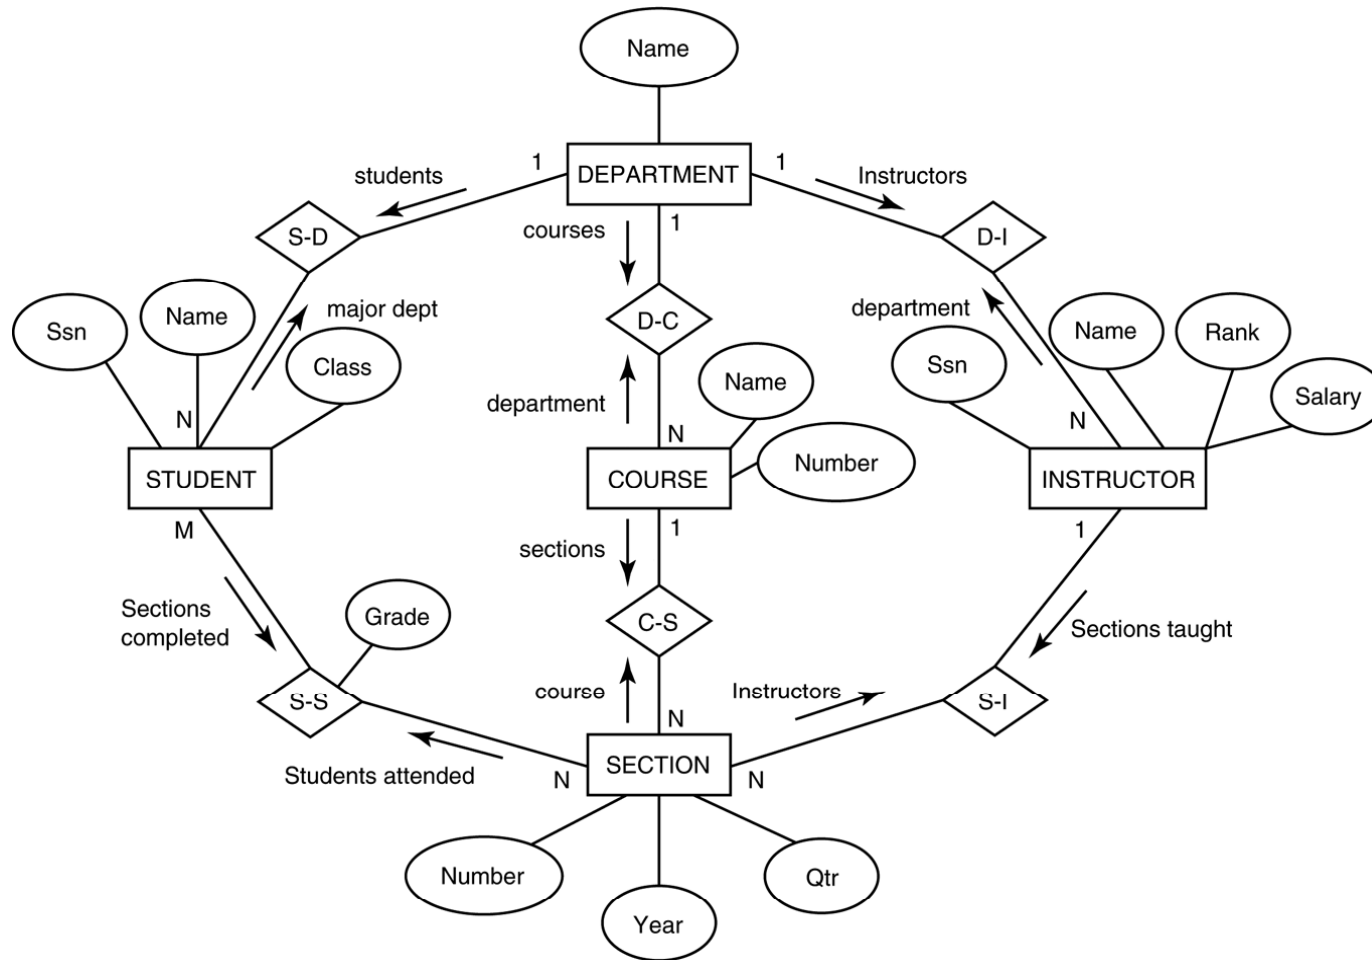 Name
1
DEPARTMENT
1
students
Instructors
S-D
courses
1
D-I
Ssn
Name
major dept
Class
D-C
department
Name
Rank
Ssn
Salary
department
Name
Number
N
N
N
STUDENT
COURSE
INSTRUCTOR
M
1
1
sections
Sections
completed
Grade
C-S
Sections taught
S-S
course
Instructors
S-I
N
Students attended
N
SECTION
N
Number
Year
Qtr